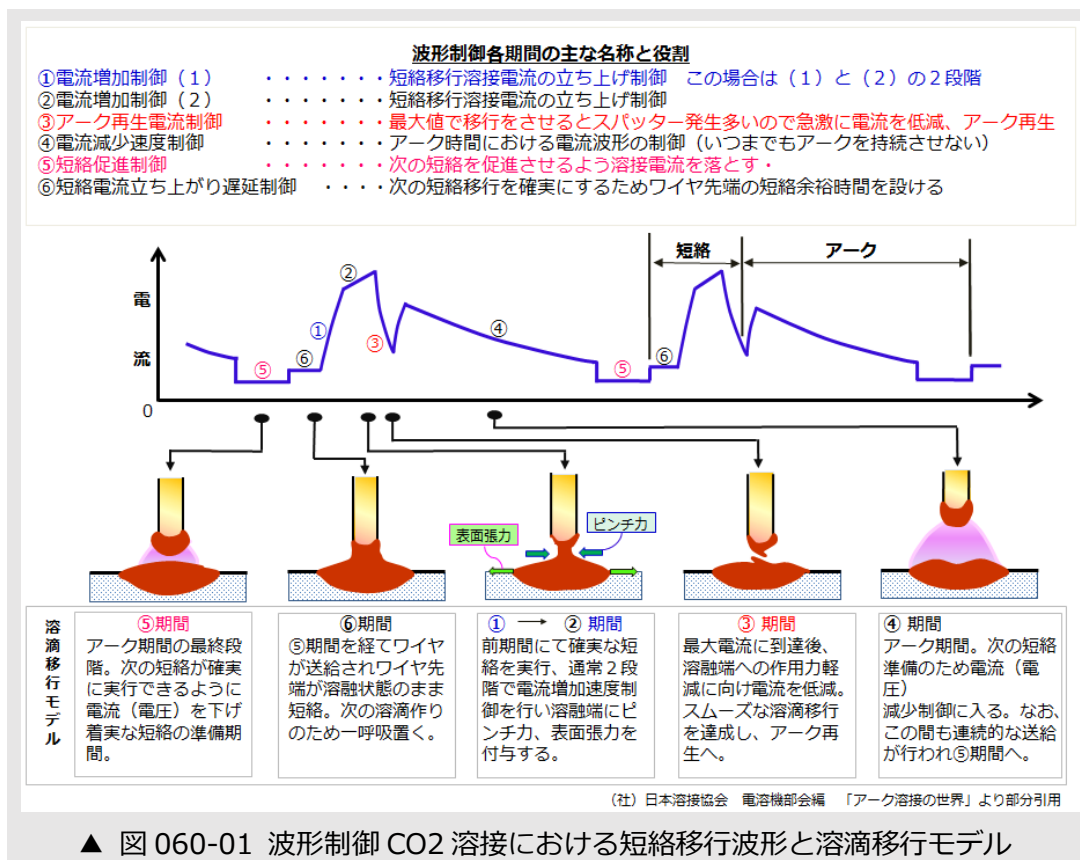 波形制御各期間の主な名称と役割
①電流増加制御（１）　・・・・・・・短絡移行溶接電流の立ち上げ制御　この場合は（１）と（２）の２段階
②電流増加制御（２）　・・・・・・・短絡移行溶接電流の立ち上げ制御
③アーク再生電流制御　・・・・・・・最大値で移行をさせるとスパッター発生多いので急激に電流を低減、アーク再生
④電流減少速度制御　・・・・・・・アーク時間における電流波形の制御（いつまでもアークを持続させない）
⑤短絡促進制御　・・・・・・・次の短絡を促進させるよう溶接電流を落とす・
⑥短絡電流立ち上がり遅延制御　・・・・次の短絡移行を確実にするためワイヤ先端の短絡余裕時間を設ける
短絡
アーク
電
流
0
⑤
⑥
①
②
③
④
⑤
⑥
表面張力
ピンチ力
溶滴移行モデル
⑤期間
アーク期間の最終段
階。次の短絡が確実
に実行できるように
電流（電圧）を下げ
着実な短絡の準備期
間。
⑥期間
⑤期間を経てワイヤ
が送給されワイヤ先
端が溶融状態のまま
短絡。次の溶滴作り
のため一呼吸置く。
① → ② 期間
前期間にて確実な短
絡を実行、通常２段
階で電流増加速度制
御を行い溶融端にピ
ンチ力、表面張力を
付与する。
③ 期間
最大電流に到達後、
溶融端への作用力軽
減に向け電流を低減。
スムーズな溶滴移行
を達成し、アーク再
生へ。
④ 期間
アーク期間。次の短絡
準備のため電流（電
圧）
減少制御に入る。なお、
この間も連続的な送給
が行われ⑤期間へ。
（社）日本溶接協会　電溶機部会編　「アーク溶接の世界」より部分引用
▲ 図 060-01 波形制御 CO2 溶接における短絡移行波形と溶滴移行モデル